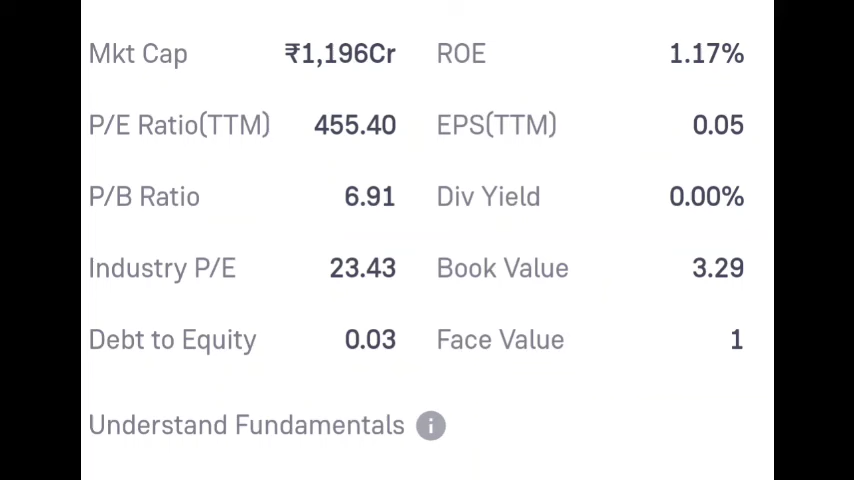 Mkt Cap ₹1,196Cr ROE 1.17%
P/E Ratio(TTM) 455.40 EPS(TTM) 0.05
P/B Ratio 6.91 Div Yield 0.00%
Industry P/E 23.43 Book Value 3.29
Debt to Equity 0.03 Face Value 1
Understand Fundamentals i